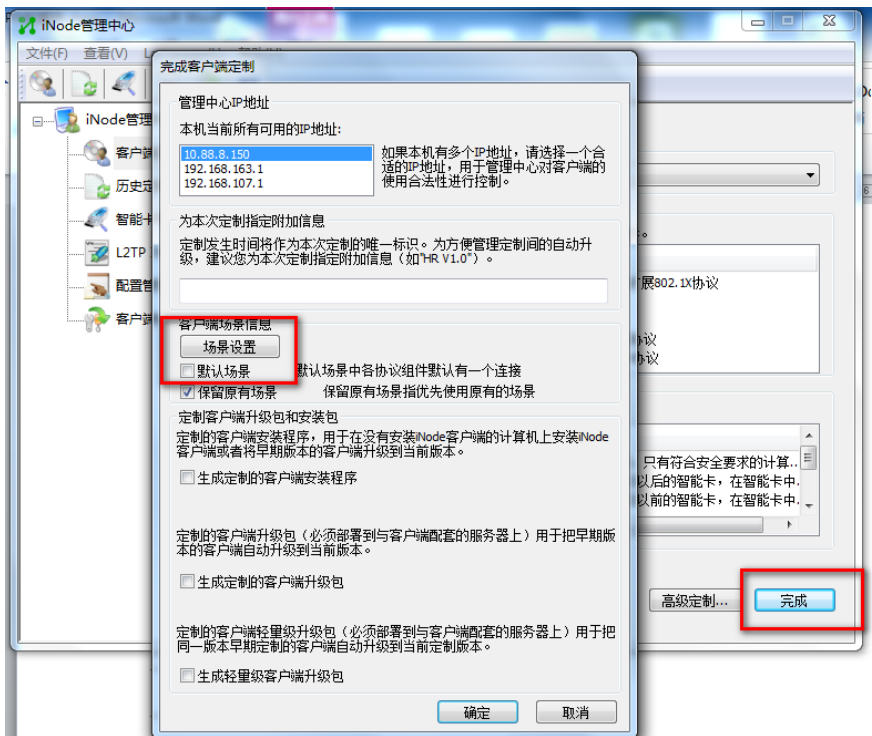 iNode管理中心
文件(F) 查看(V)
完成客户端定制
iNode管理
客户端
历史定
智能卡
L2TP
配置管
客户端
管理中心IP地址
本机当前所有可用的IP地址:
10.88.8.150
192.168.163.1
192.168.107.1
如果本机有多个IP地址，请选择一个合
适的IP地址，用于管理中心对客户端的
使用合法性进行控制。
为本次定制指定附加信息
定制发生时间将作为本次定制的唯一标识。为方便管理定制间的自动升
级，建议您为本次定制指定附加信息（如"HR V1.0"）。
客户端场景信息
场景设置
默认场景 默认场景中各协议组件默认有一个连接
保留原有场景 保留原有场景指优先使用原有的场景
定制客户端升级包和安装包
定制的客户端安装程序，用于在没有安装iNode客户端的计算机上安装iNode
客户端或者将早期版本的客户端升级到当前版本。
生成定制的客户端安装程序
定制的客户端升级包（必须部署到与客户端配套的服务器上）用于把早期版
本的客户端自动升级到当前版本。
生成定制的客户端升级包
定制的客户端轻量级升级包（必须部署到与客户端配套的服务器上）用于把
同一版本早期定制的客户端自动升级到当前定制版本。
生成轻量级客户端升级包
确定 取消
展802.1X协议
协议
协议
只有符合安全要求的计算..
以后的智能卡，在智能卡中.
以前的智能卡，在智能卡中.
高级定制... 完成